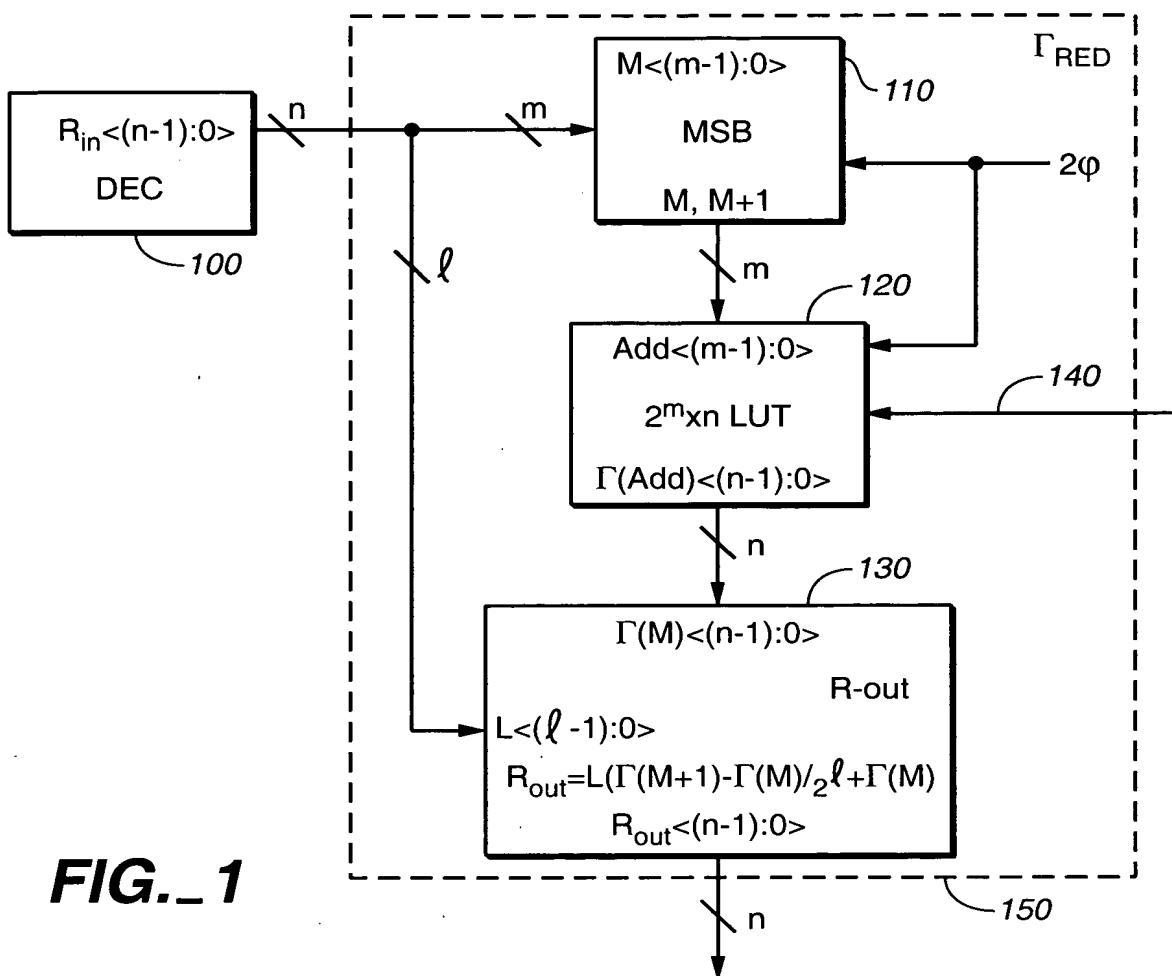 Γ_RED
M<(m-1):0>
110
n
m
R_in<(n-1):0>
MSB
DEC
2φ
M, M+1
100
ℓ
m
120
Add<(m-1):0>
140
2^m xn LUT
Γ(Add)<(n-1):0>
n
130
Γ(M)<(n-1):0>
R-out
L<(ℓ-1):0>
R_out=L(Γ(M+1)-Γ(M)/2ℓ+Γ(M)
R_out<(n-1):0>
FIG._1
150
n